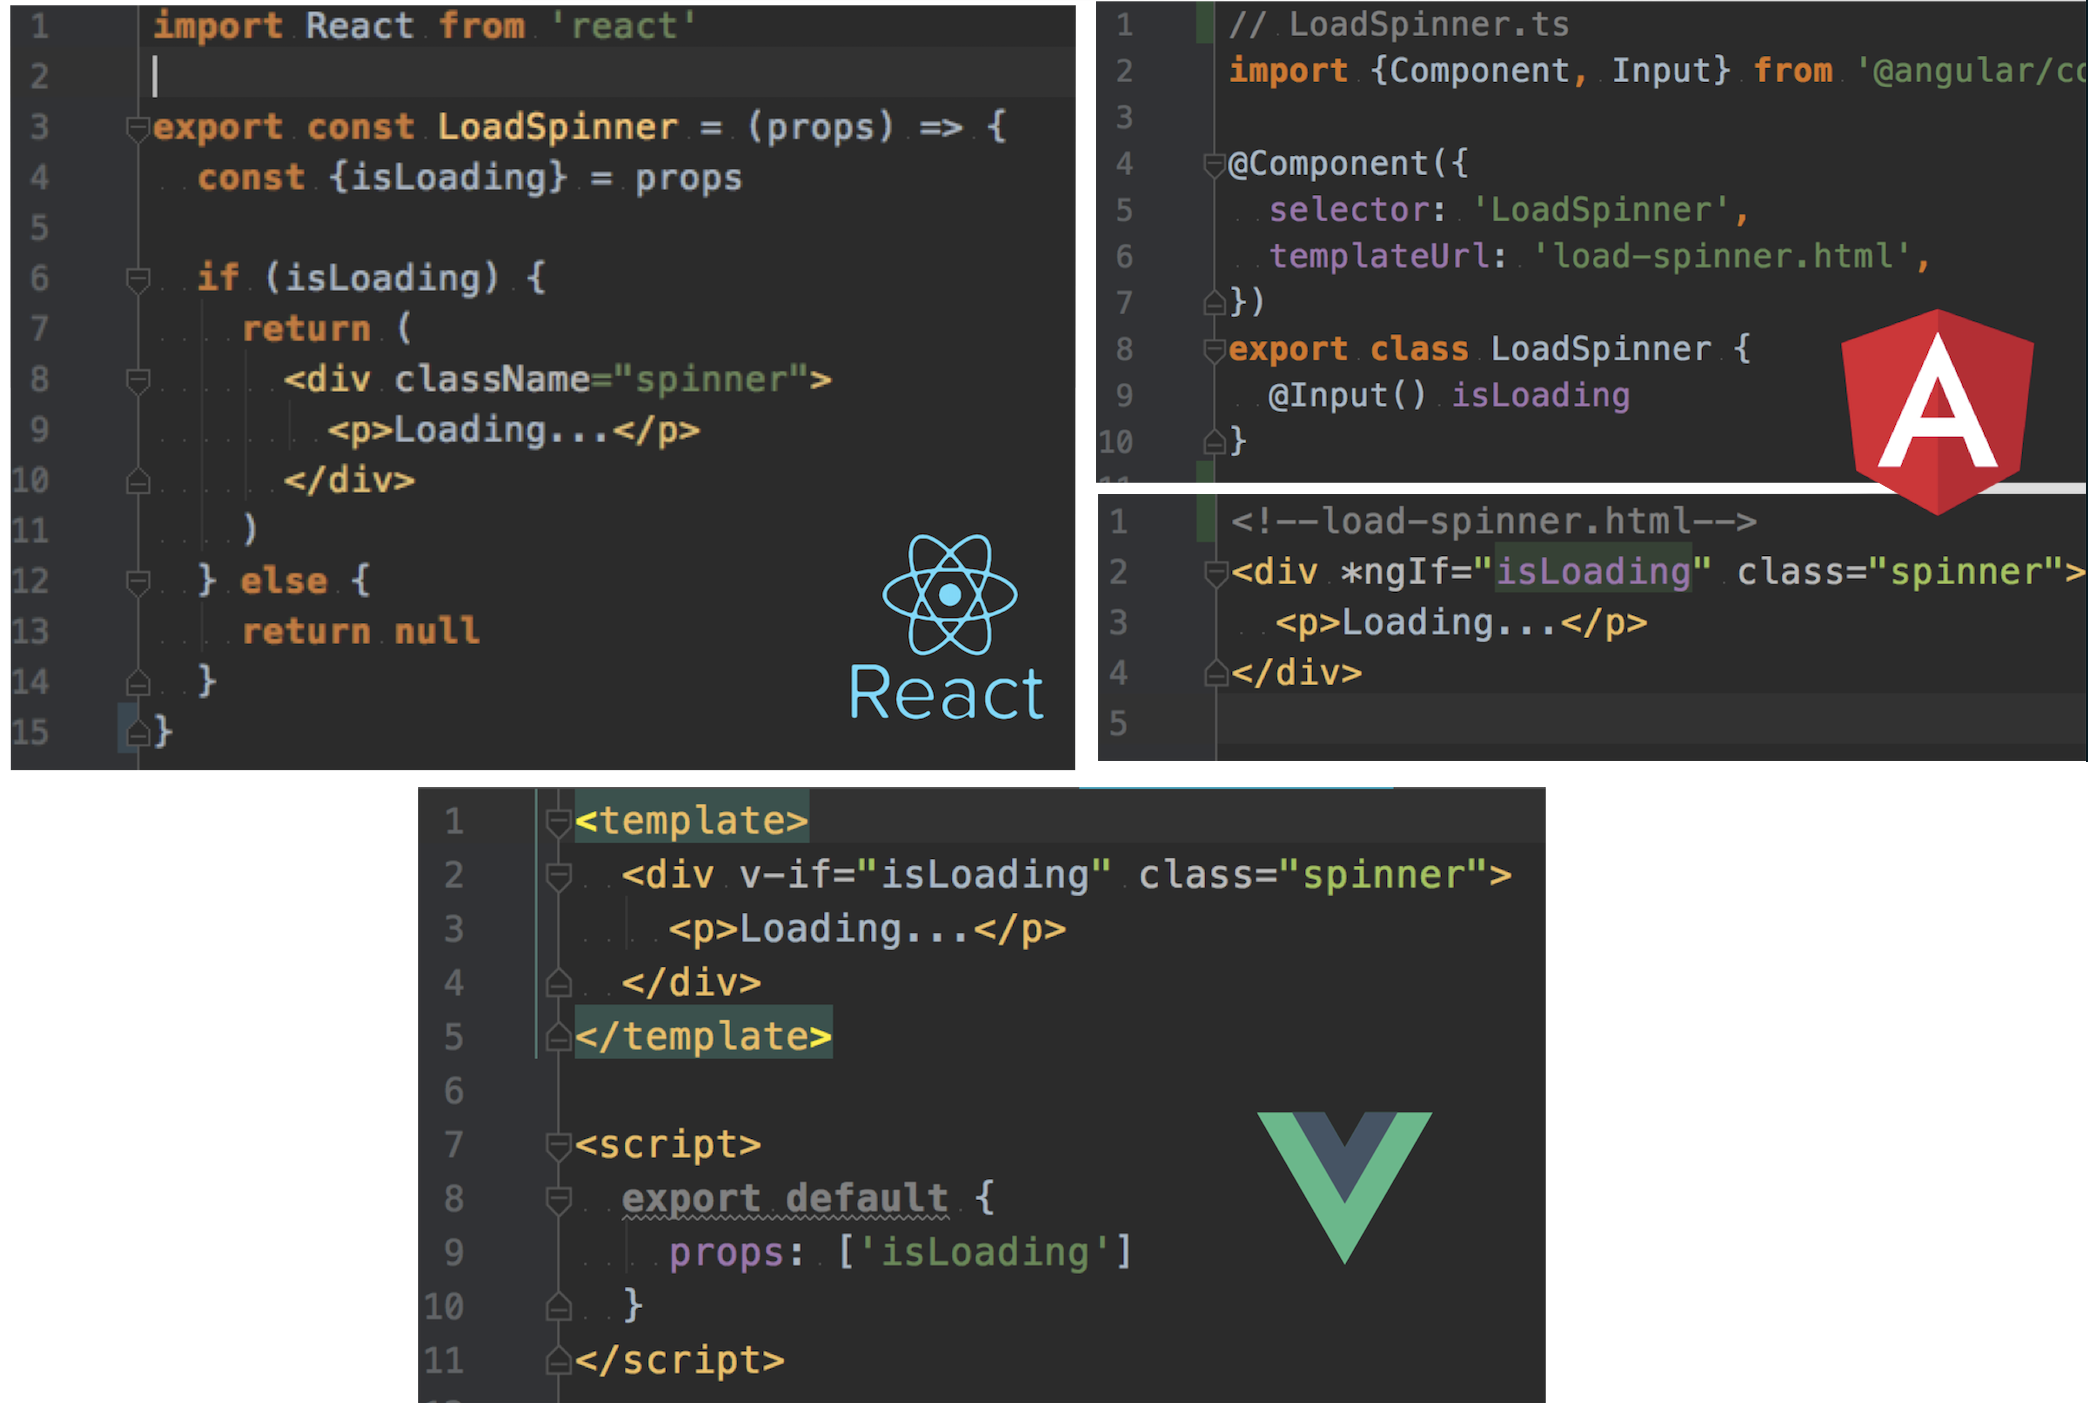 1 import React from 'react'
2
3 export const LoadSpinner = (props) => {
4 const {isLoading} = props
5
6 if (isLoading) {
7 return (
8 <div className="spinner">
9 <p>Loading...</p>
10 </div>
11 )
12 } else {
13 return null
14 }
15 }
React
1 // LoadSpinner.ts
2 import {Component, Input} from '@angular/co
3
4 @Component({
5 selector: 'LoadSpinner',
6 templateUrl: 'load-spinner.html',
7 })
8 export class LoadSpinner {
9 @Input() isLoading
10 }
A
1 <!--load-spinner.html-->
2 <div *ngIf="isLoading" class="spinner">
3 <p>Loading...</p>
4 </div>
5
1 <template>
2 <div v-if="isLoading" class="spinner">
3 <p>Loading...</p>
4 </div>
5 </template>
6
7 <script>
8 export default {
9 props: ['isLoading']
10 }
11 </script>